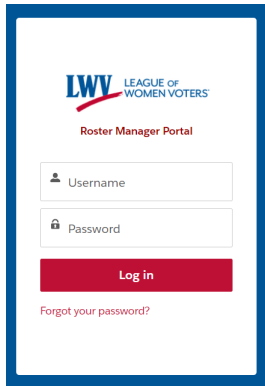 LWV LEAGUE OF
WOMEN VOTERS®
Roster Manager Portal
Username
Password
Log in
Forgot your password?